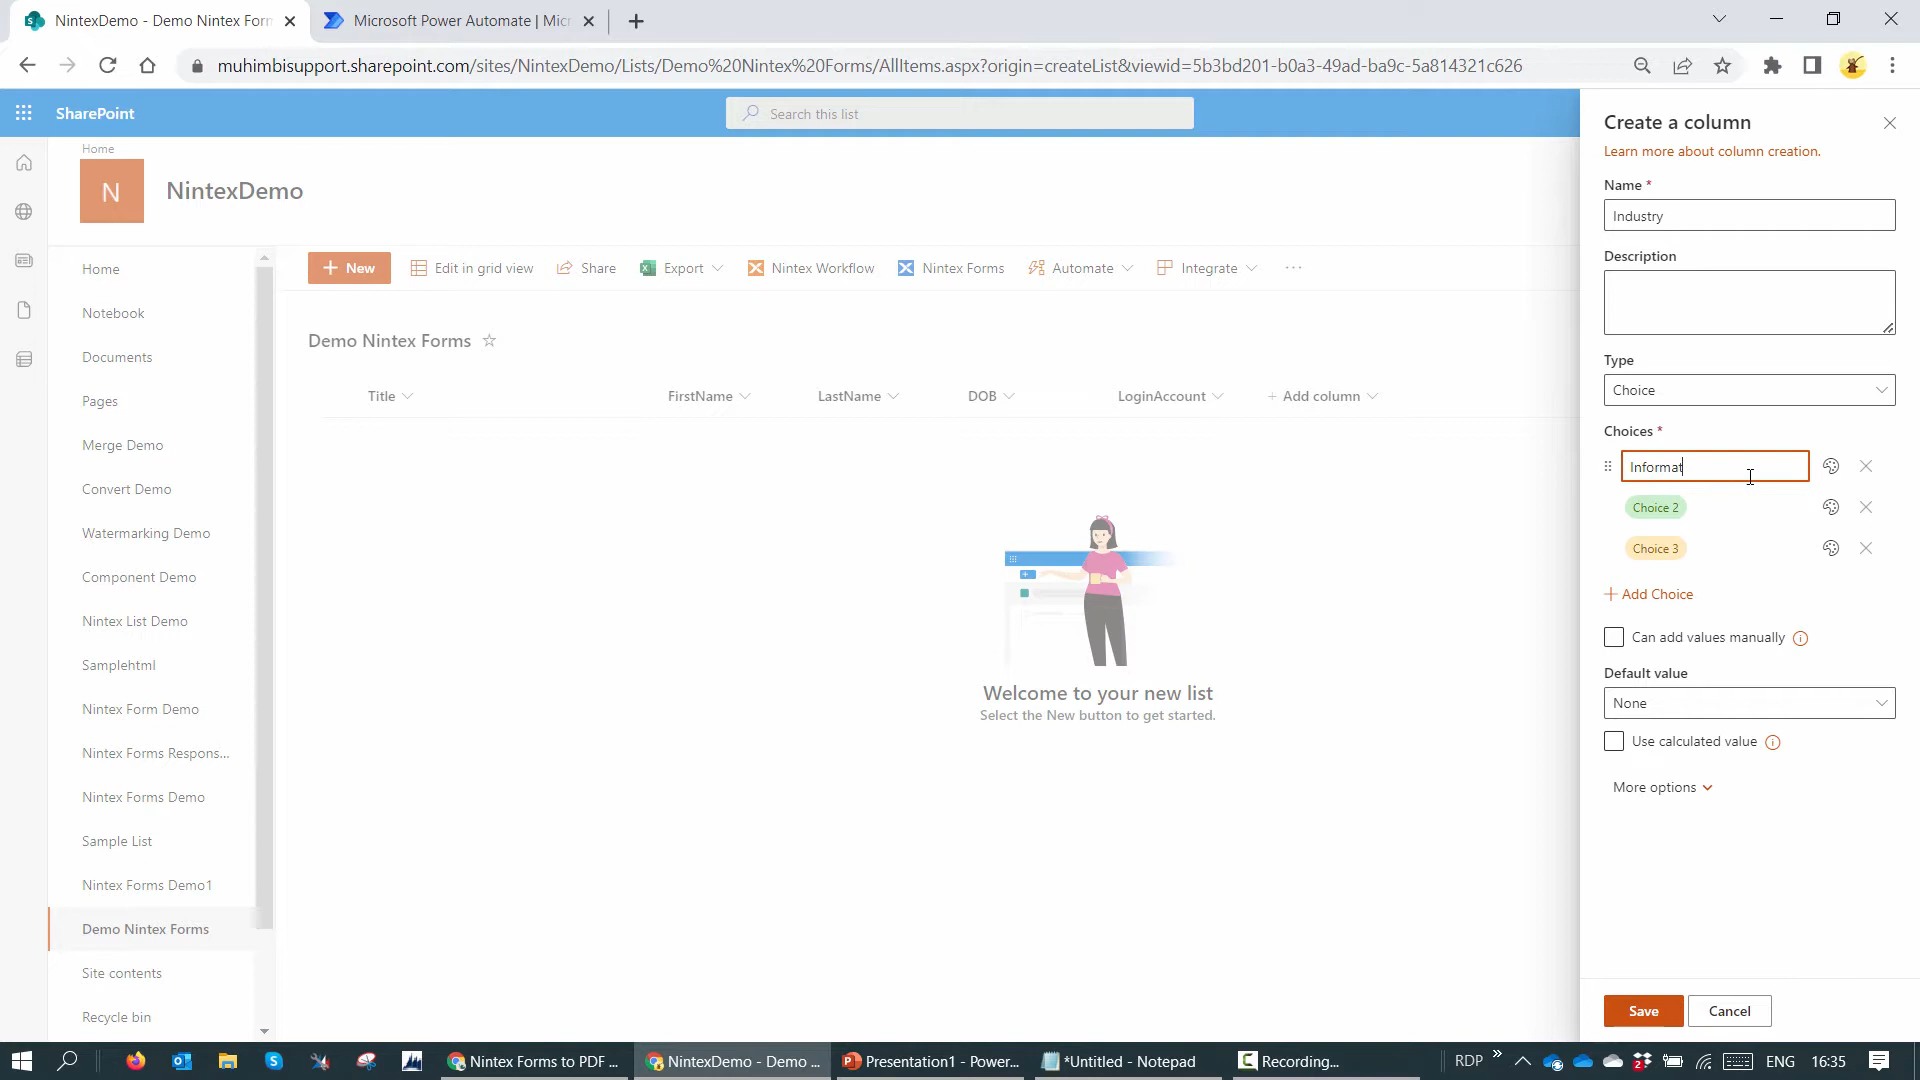 NintexDemo - Demo Nintex Forn
Microsoft Power Automate | Micr
muhimbisupport.sharepoint.com/sites/NintexDemo/Lists/Demo%20Nintex%20Forms/AllItems.aspx?origin=createList&viewid=5b3bd201-b0a3-49ad-ba9c-5a814321c626
SharePoint
Search this list
Home
N
NintexDemo
Home
Notebook
Documents
Pages
Merge Demo
Convert Demo
Watermarking Demo
Component Demo
Nintex List Demo
Samplehtml
Nintex Form Demo
Nintex Forms Respons...
Nintex Forms Demo
Sample List
Nintex Forms Demo1
Demo Nintex Forms
Site contents
Recycle bin
New
Edit in grid view
Share
Export
Nintex Workflow
Nintex Forms
Automate
Integrate
...
Demo Nintex Forms
Title
FirstName
LastName
DOB
LoginAccount
+ Add column
Welcome to your new list
Select the New button to get started.
Create a column
Learn more about column creation.
Name *
Industry
Description
Type
Choice
Choices *
Informat
Choice 2
Choice 3
+ Add Choice
Can add values manually
Default value
None
Use calculated value
More options
Save
Cancel
Nintex Forms to PDF ...
NintexDemo - Demo ...
Presentation1 - Power...
*Untitled - Notepad
Recording...
RDP
2
ENG
16:35